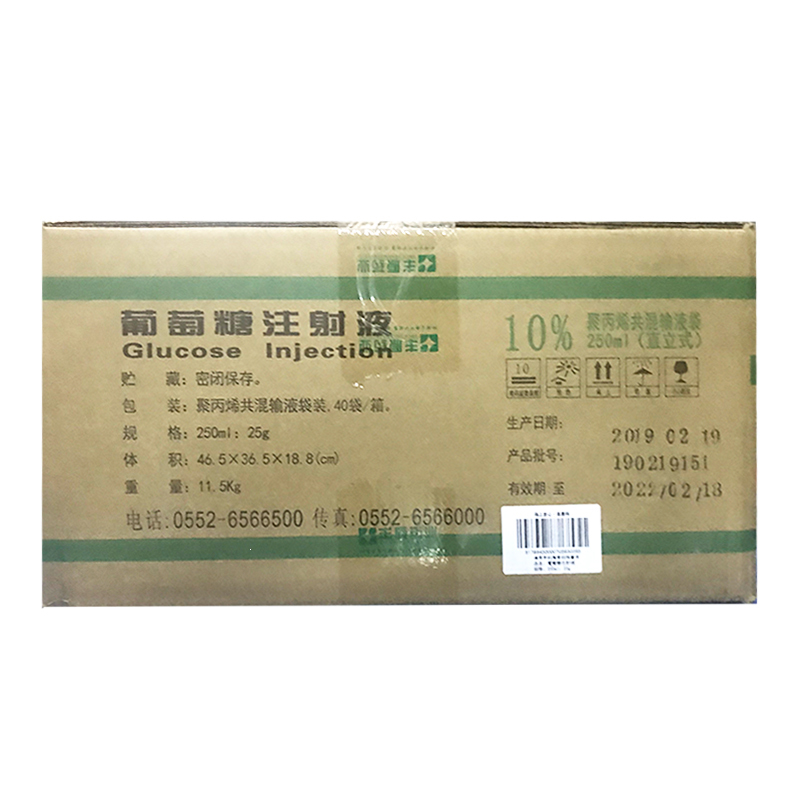 葡萄糖注射液
Glucose Injection
贮 藏: 密闭保存。
包 装: 聚丙烯共混输液袋装,40袋/箱。
规 格: 250ml: 25g
体 积: 46.5×36.5×18.8(cm)
重 量: 11.5Kg
电话:0552-6566500 传真:0552-6566000
10% 聚丙烯共混输液袋
250ml(直立式)
10
生产日期: 2019 02 19
产品批号: 190219151
有效期 至 2022/02/18